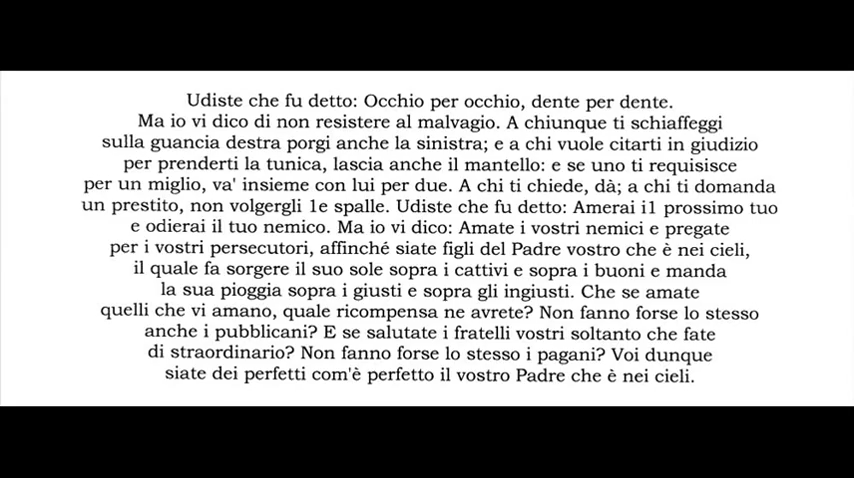 Udiste che fu detto: Occhio per occhio, dente per dente.
Ma io vi dico di non resistere al malvagio. A chiunque ti schiaffeggi
sulla guancia destra porgi anche la sinistra; e a chi vuole citarti in giudizio
per prenderti la tunica, lascia anche il mantello: e se uno ti requisisce
per un miglio, va' insieme con lui per due. A chi ti chiede, dà; a chi ti domanda
un prestito, non volgergli 1e spalle. Udiste che fu detto: Amerai i1 prossimo tuo
e odierai il tuo nemico. Ma io vi dico: Amate i vostri nemici e pregate
per i vostri persecutori, affinché siate figli del Padre vostro che è nei cieli,
il quale fa sorgere il suo sole sopra i cattivi e sopra i buoni e manda
la sua pioggia sopra i giusti e sopra gli ingiusti. Che se amate
quelli che vi amano, quale ricompensa ne avrete? Non fanno forse lo stesso
anche i pubblicani? E se salutate i fratelli vostri soltanto che fate
di straordinario? Non fanno forse lo stesso i pagani? Voi dunque
siate dei perfetti com'è perfetto il vostro Padre che è nei cieli.